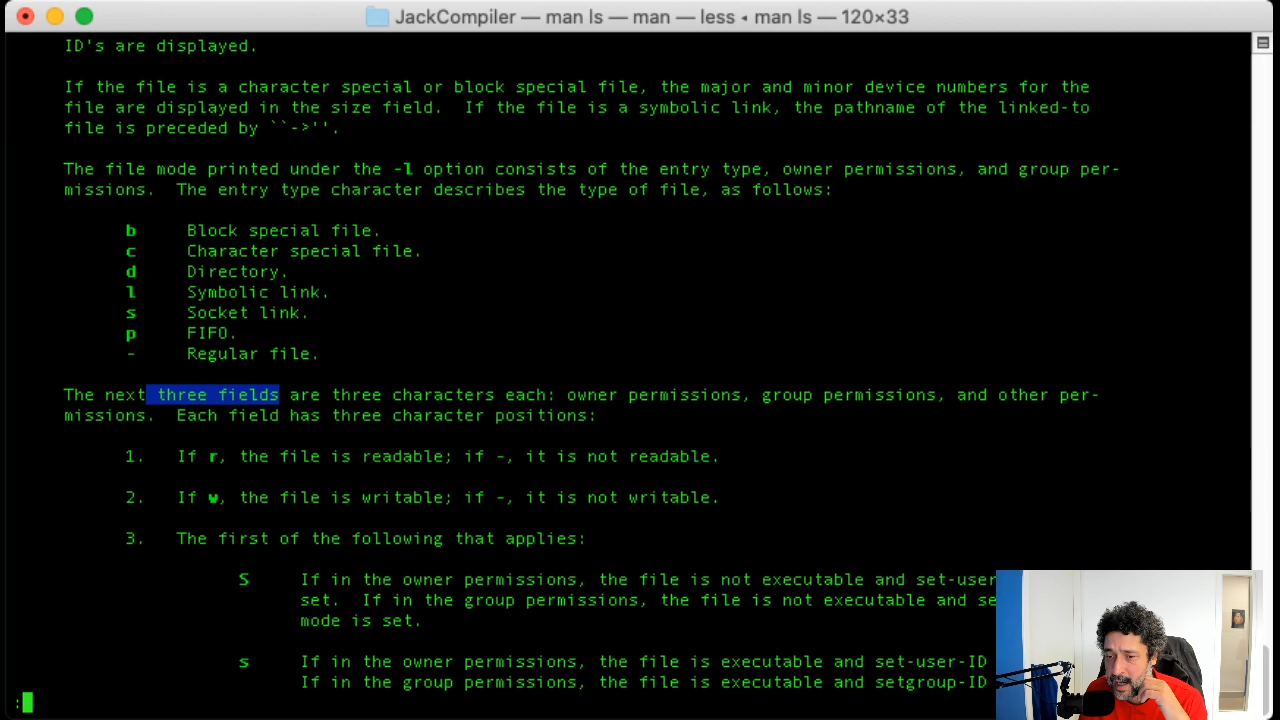 JackCompiler — man ls — man — less ◂ man ls — 120×33
ID's are displayed.
If the file is a character special or block special file, the major and minor device numbers for the
file are displayed in the size field.  If the file is a symbolic link, the pathname of the linked-to
file is preceded by ``->''.
The file mode printed under the -l option consists of the entry type, owner permissions, and group per-
missions.  The entry type character describes the type of file, as follows:
b     Block special file.
c     Character special file.
d     Directory.
l     Symbolic link.
s     Socket link.
p     FIFO.
-     Regular file.
The next three fields are three characters each: owner permissions, group permissions, and other per-
missions.  Each field has three character positions:
1.   If r, the file is readable; if -, it is not readable.
2.   If w, the file is writable; if -, it is not writable.
3.   The first of the following that applies:
S     If in the owner permissions, the file is not executable and set-user
set.  If in the group permissions, the file is not executable and se
mode is set.
s     If in the owner permissions, the file is executable and set-user-ID
If in the group permissions, the file is executable and setgroup-ID
: